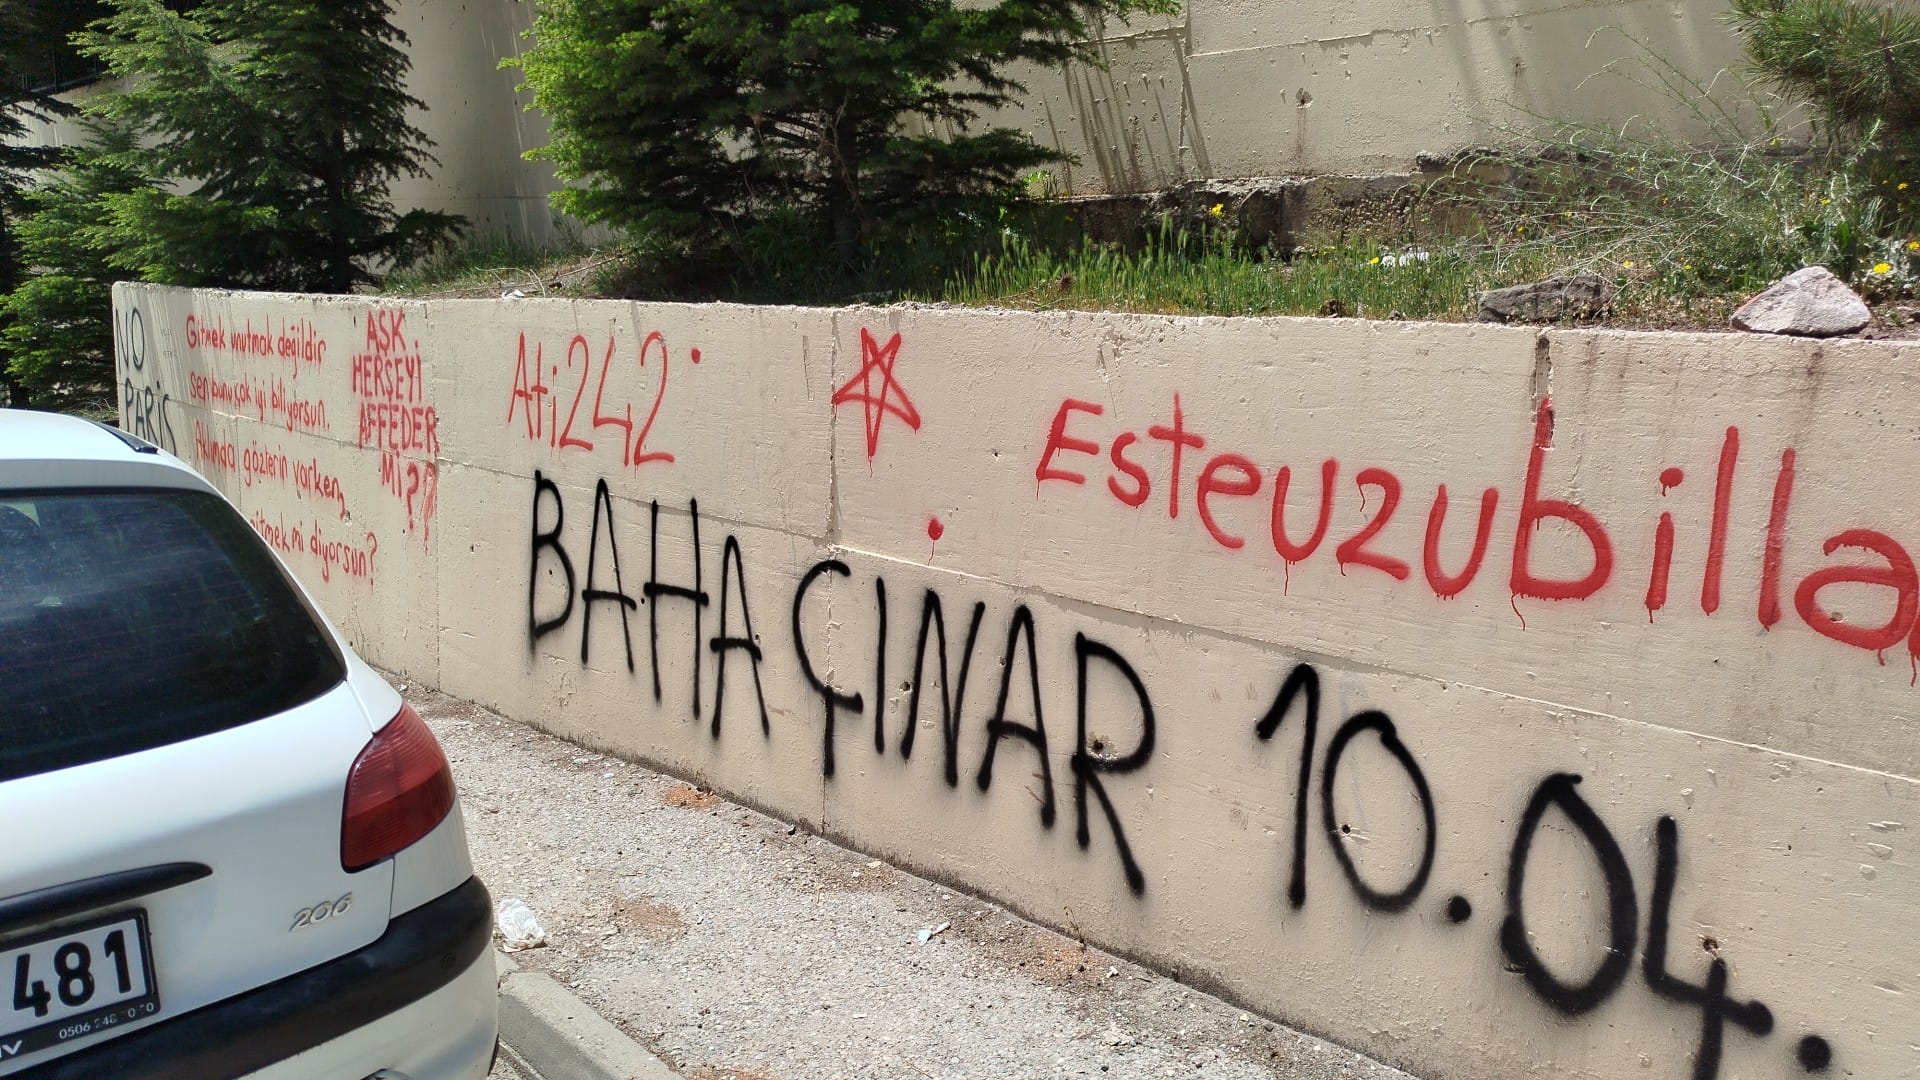 NO
PARİS
Gitmek unutmak değildir
sen bunu çok iyi biliyorsun.
Aklımda gözlerin varken,
gitmek mi diyorsun?
AŞK
HERŞEYİ
AFFEDER
Mİ??
Ati242
Esteuzubilla
BAHA ÇINAR 10.04.
206
481